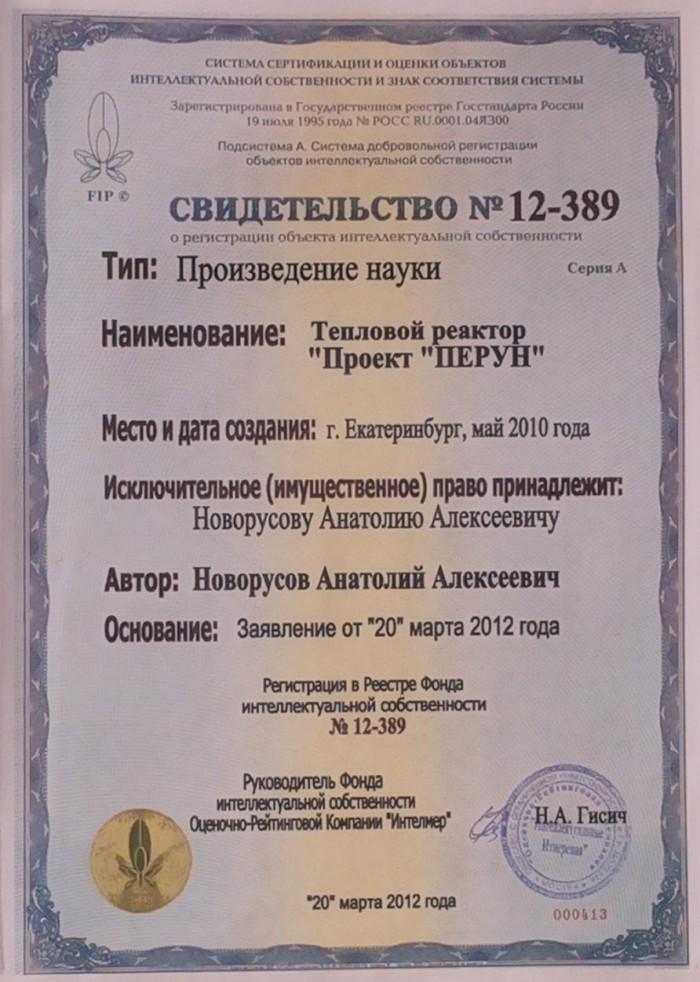 СИСТЕМА СЕРТИФИКАЦИИ И ОЦЕНКИ ОБЪЕКТОВ
ИНТЕЛЛЕКТУАЛЬНОЙ СОБСТВЕННОСТИ И ЗНАК СООТВЕТСТВИЯ СИСТЕМЫ
Зарегистрирована в Государственном реестре Госстандарта России
19 июля 1995 года № РОСС RU.0001.04ЯЗ00
Подсистема А. Система добровольной регистрации
объектов интеллектуальной собственности
FIP ©
СВИДЕТЕЛЬСТВО № 12-389
о регистрации объекта интеллектуальной собственности
Тип: Произведение науки
Серия А
Наименование: Тепловой реактор
"Проект "ПЕРУН"
Место и дата создания: г. Екатеринбург, май 2010 года
Исключительное (имущественное) право принадлежит:
Новорусову Анатолию Алексеевичу
Автор: Новорусов Анатолий Алексеевич
Основание: Заявление от "20" марта 2012 года
Регистрация в Реестре Фонда
интеллектуальной собственности
№ 12-389
Руководитель Фонда
интеллектуальной собственности
Оценочно-Рейтинговой Компании "Интелмер"
Н.А. Гисич
Интеллектуальные
Измерения"
"20" марта 2012 года
000413